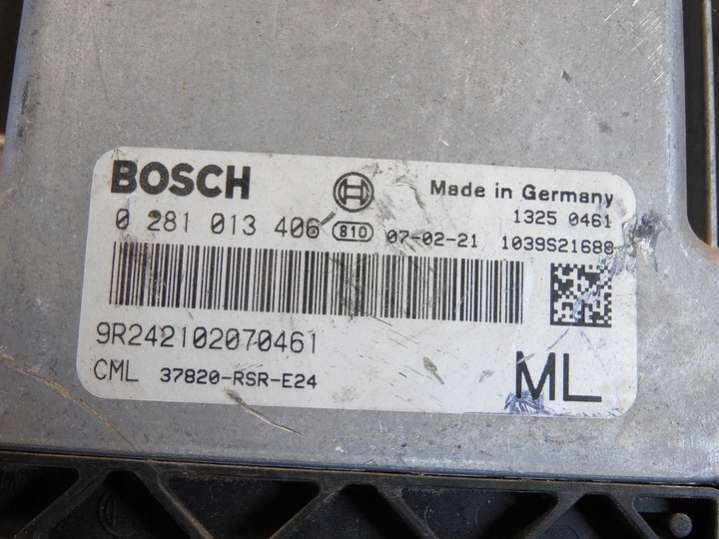 BOSCH Made in Germany
1325 0461
0 281 013 406 810 07-02-21 1039S21688
9R242102070461
CML 37820-RSR-E24
ML